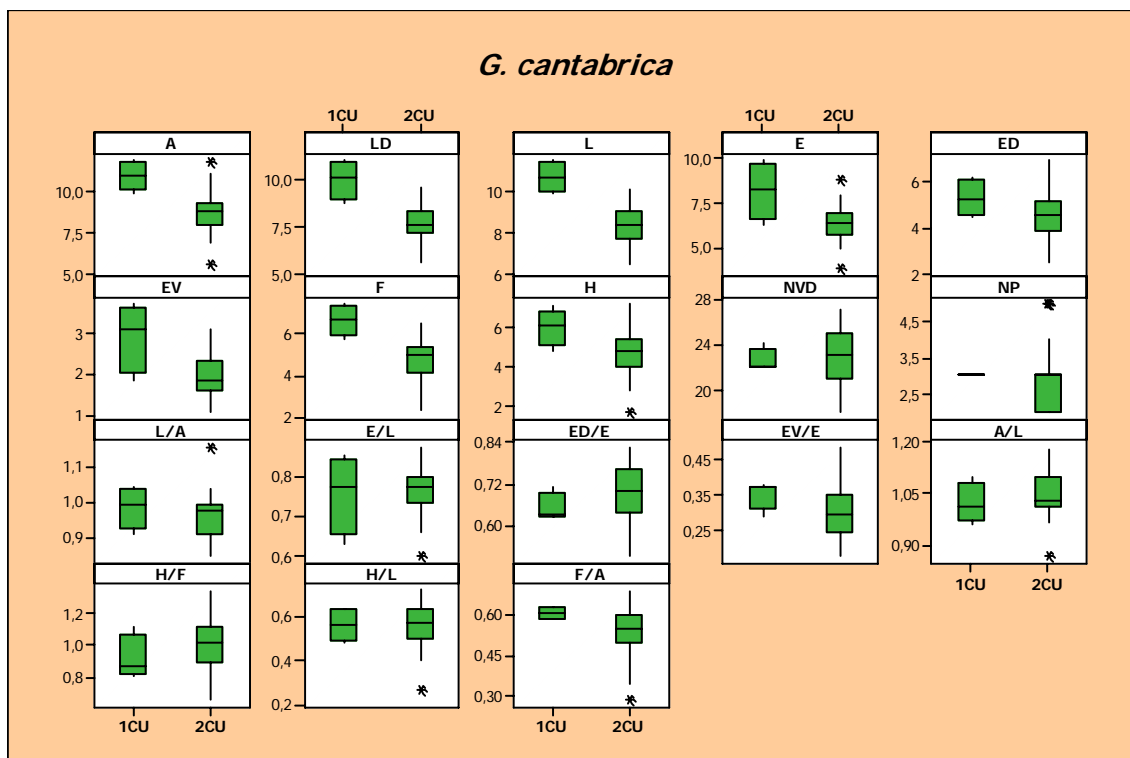 G. cantabrica
1CU 2CU 1CU 2CU
A LD L E ED
10,0 7,5 5,0
10,0 7,5 5,0
10 8 6
10,0 7,5 5,0
6 4 2
EV F H NVD NP
3 2 1
6 4 2
6 4 2
28 24 20
4,5 3,5 2,5
L/A E/L ED/E EV/E A/L
1,1 1,0 0,9
0,8 0,7 0,6
0,84 0,72 0,60
0,45 0,35 0,25
1,20 1,05 0,90
1CU 2CU
H/F H/L F/A
1,2 1,0 0,8
0,6 0,4 0,2
0,60 0,45 0,30
1CU 2CU 1CU 2CU